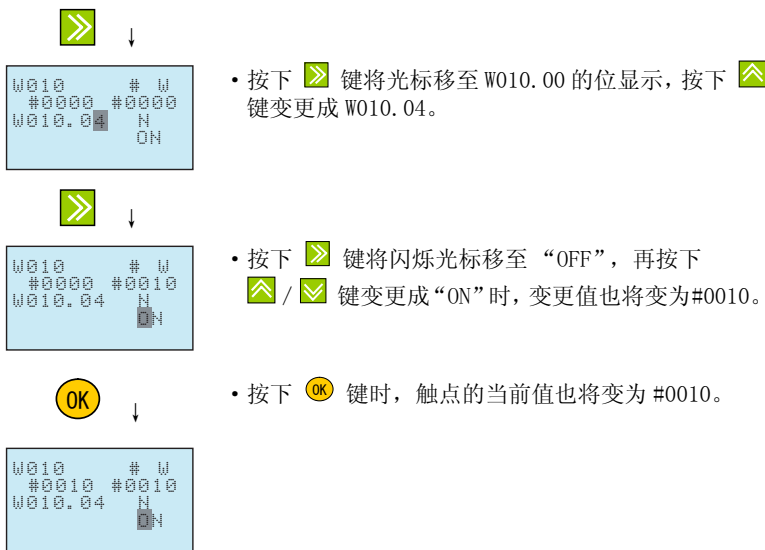 W010 # W
#0000 #0000
W010.04 N
ON
•按下 键将光标移至 W010.00 的位显示，按下
键变更成 W010.04。
W010 # W
#0000 #0010
W010.04 N
ON
•按下 键将闪烁光标移至 “OFF”，再按下
/ 键变更成“ON”时，变更值也将变为#0010。
OK
•按下 OK 键时，触点的当前值也将变为 #0010。
W010 # W
#0010 #0010
W010.04 N
ON